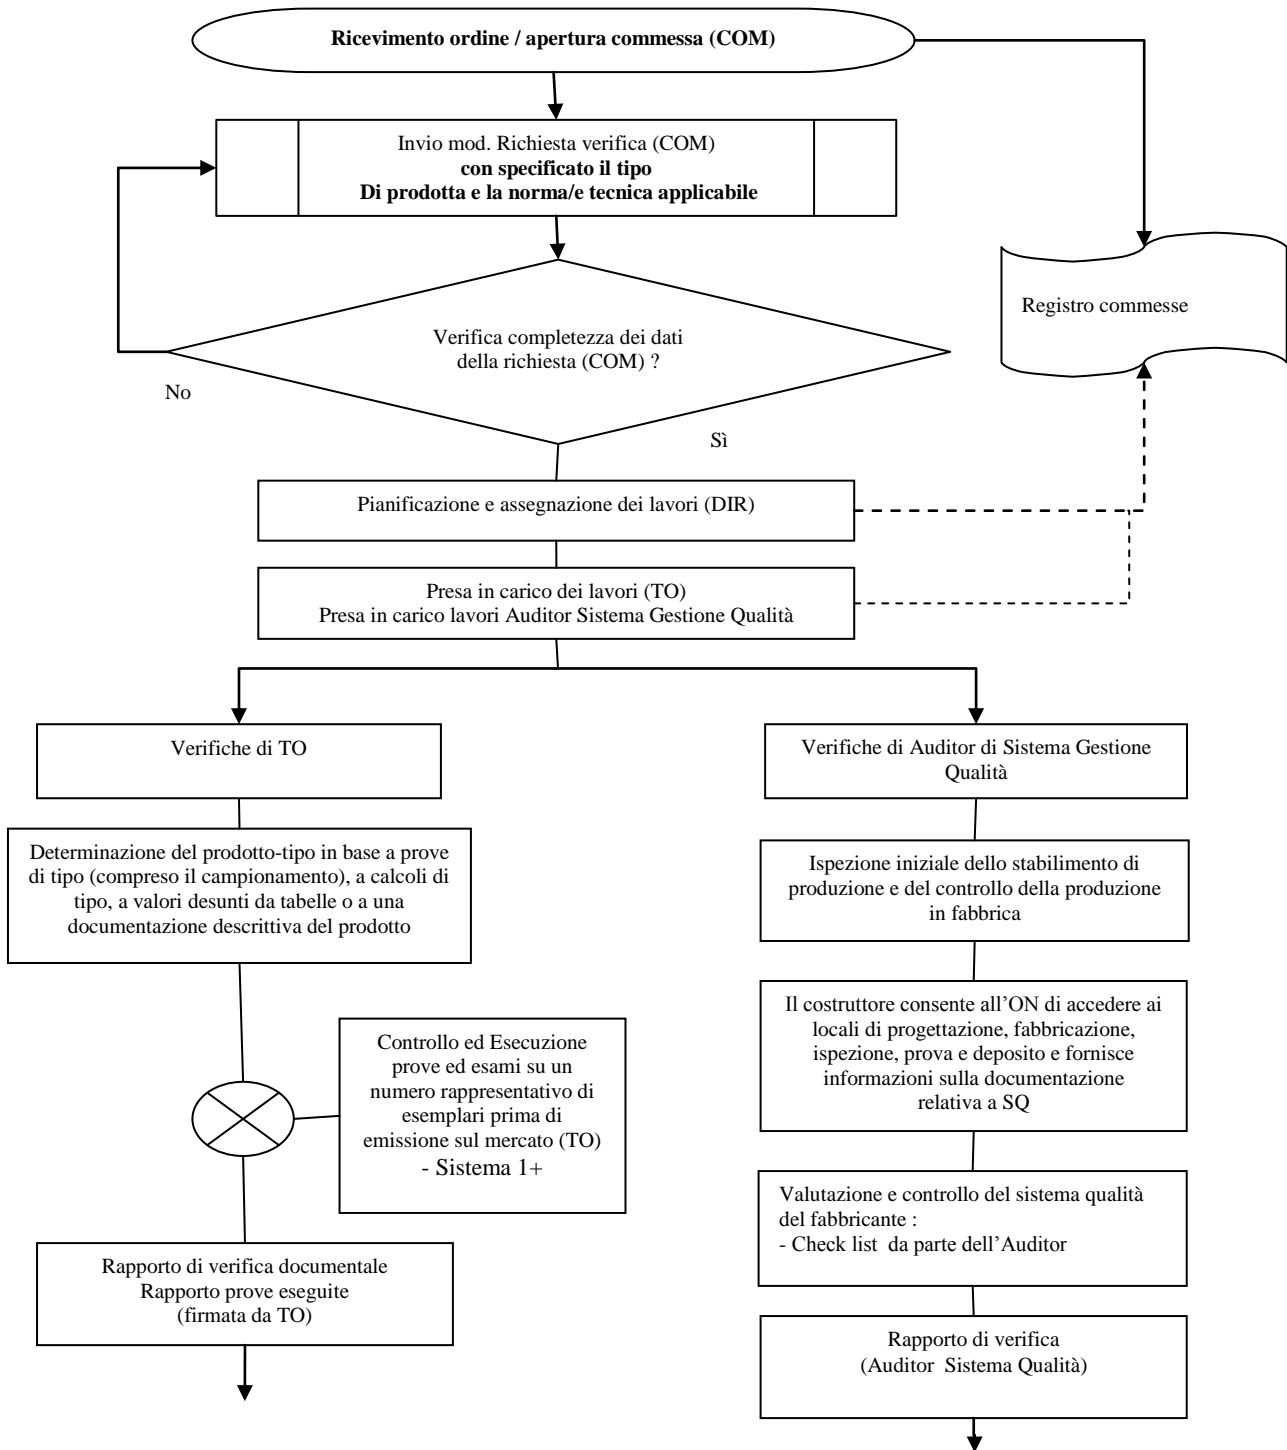 Ricevimento ordine / apertura commessa (COM)
Invio mod. Richiesta verifica (COM)
con specificato il tipo
Di prodotta e la norma/e tecnica applicabile
Registro commesse
Verifica completezza dei dati
della richiesta (COM) ?
No
Sì
Pianificazione e assegnazione dei lavori (DIR)
Presa in carico dei lavori (TO)
Presa in carico lavori Auditor Sistema Gestione Qualità
Verifiche di TO
Determinazione del prodotto-tipo in base a prove
di tipo (compreso il campionamento), a calcoli di
tipo, a valori desunti da tabelle o a una
documentazione descrittiva del prodotto
Controllo ed Esecuzione
prove ed esami su un
numero rappresentativo di
esemplari prima di
emissione sul mercato (TO)
- Sistema 1+
Rapporto di verifica documentale
Rapporto prove eseguite
(firmata da TO)
Verifiche di Auditor di Sistema Gestione
Qualità
Ispezione iniziale dello stabilimento di
produzione e del controllo della produzione
in fabbrica
Il costruttore consente all’ON di accedere ai
locali di progettazione, fabbricazione,
ispezione, prova e deposito e fornisce
informazioni sulla documentazione
relativa a SQ
Valutazione e controllo del sistema qualità
del fabbricante :
- Check list  da parte dell’Auditor
Rapporto di verifica
(Auditor  Sistema Qualità)